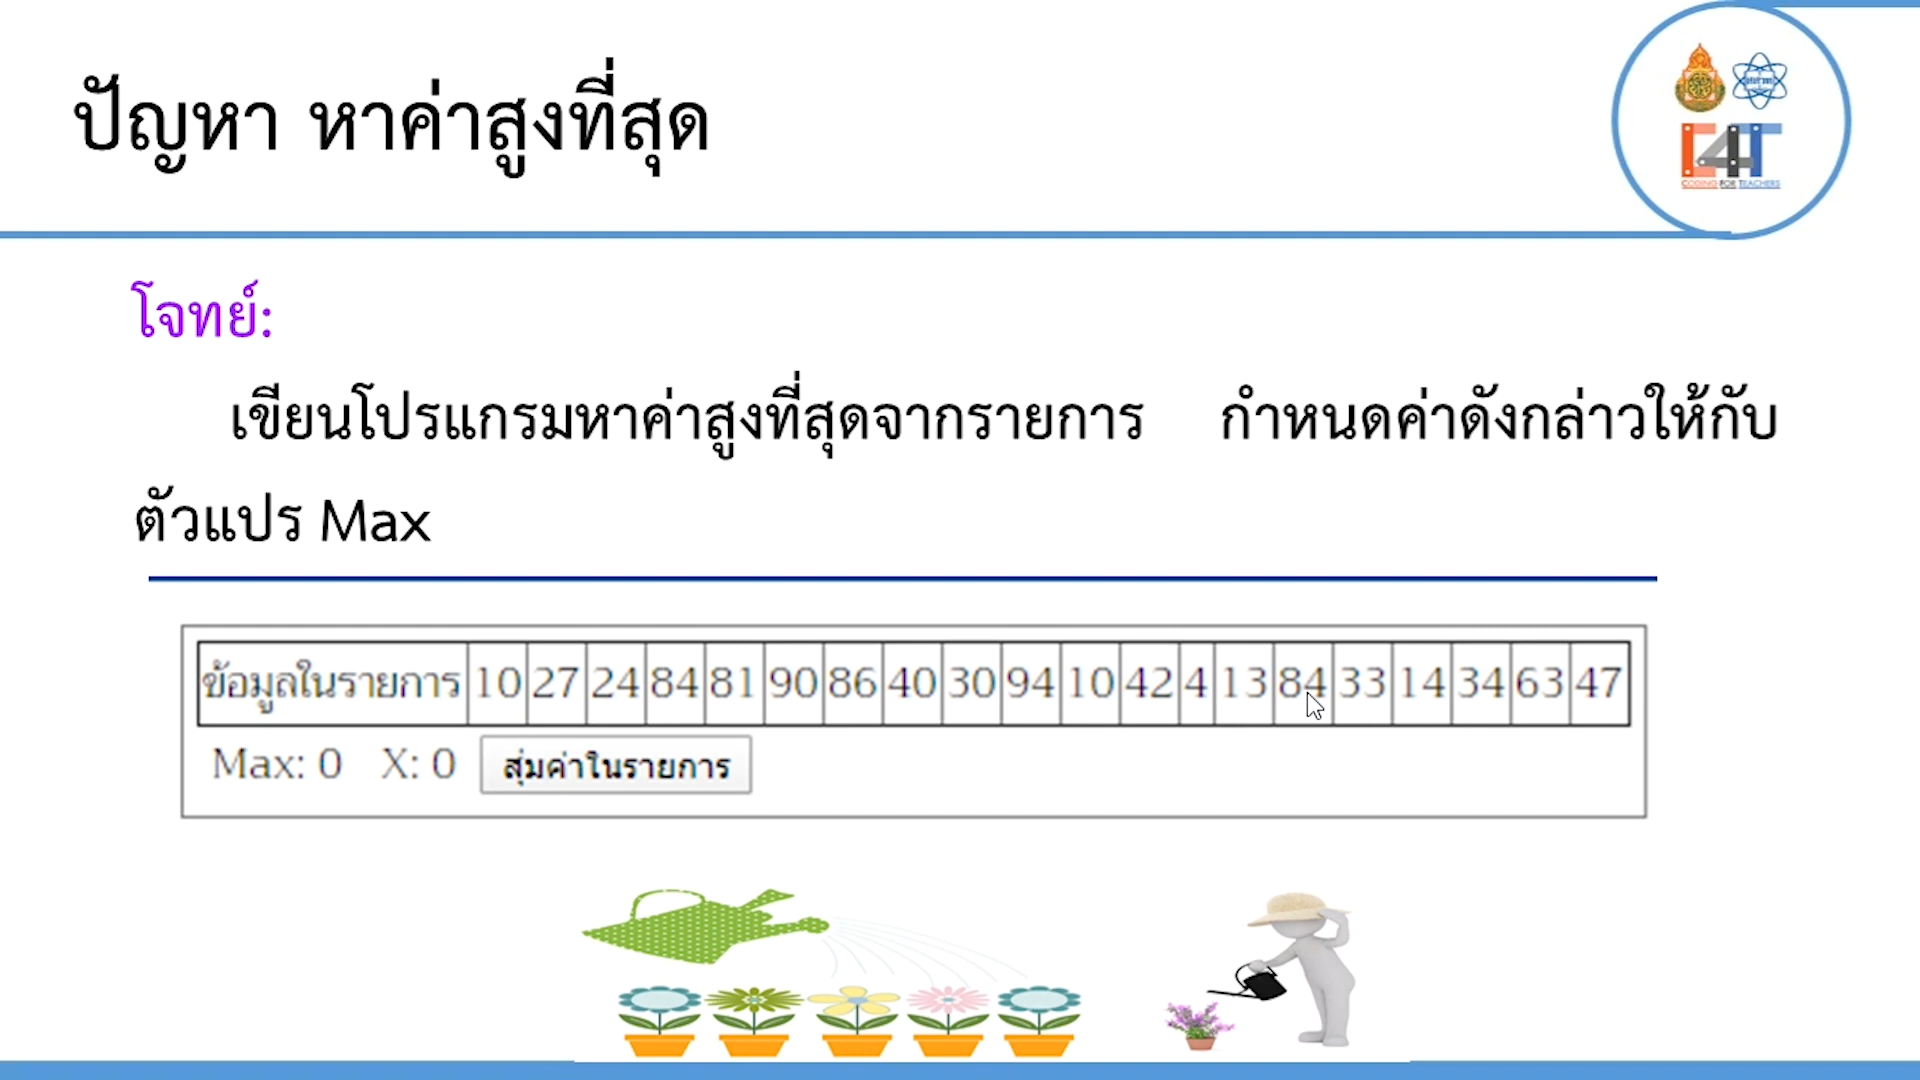 ปัญหา หาค่าสูงที่สุด
C4T
CODING FOR TEACHERS
โจทย์:
เขียนโปรแกรมหาค่าสูงที่สุดจากรายการ กำหนดค่าดังกล่าวให้กับ
ตัวแปร Max
ข้อมูลในรายการ 10 27 24 84 81 90 86 40 30 94 10 42 4 13 84 33 14 34 63 47
Max: 0 X: 0 สุ่มค่าในรายการ